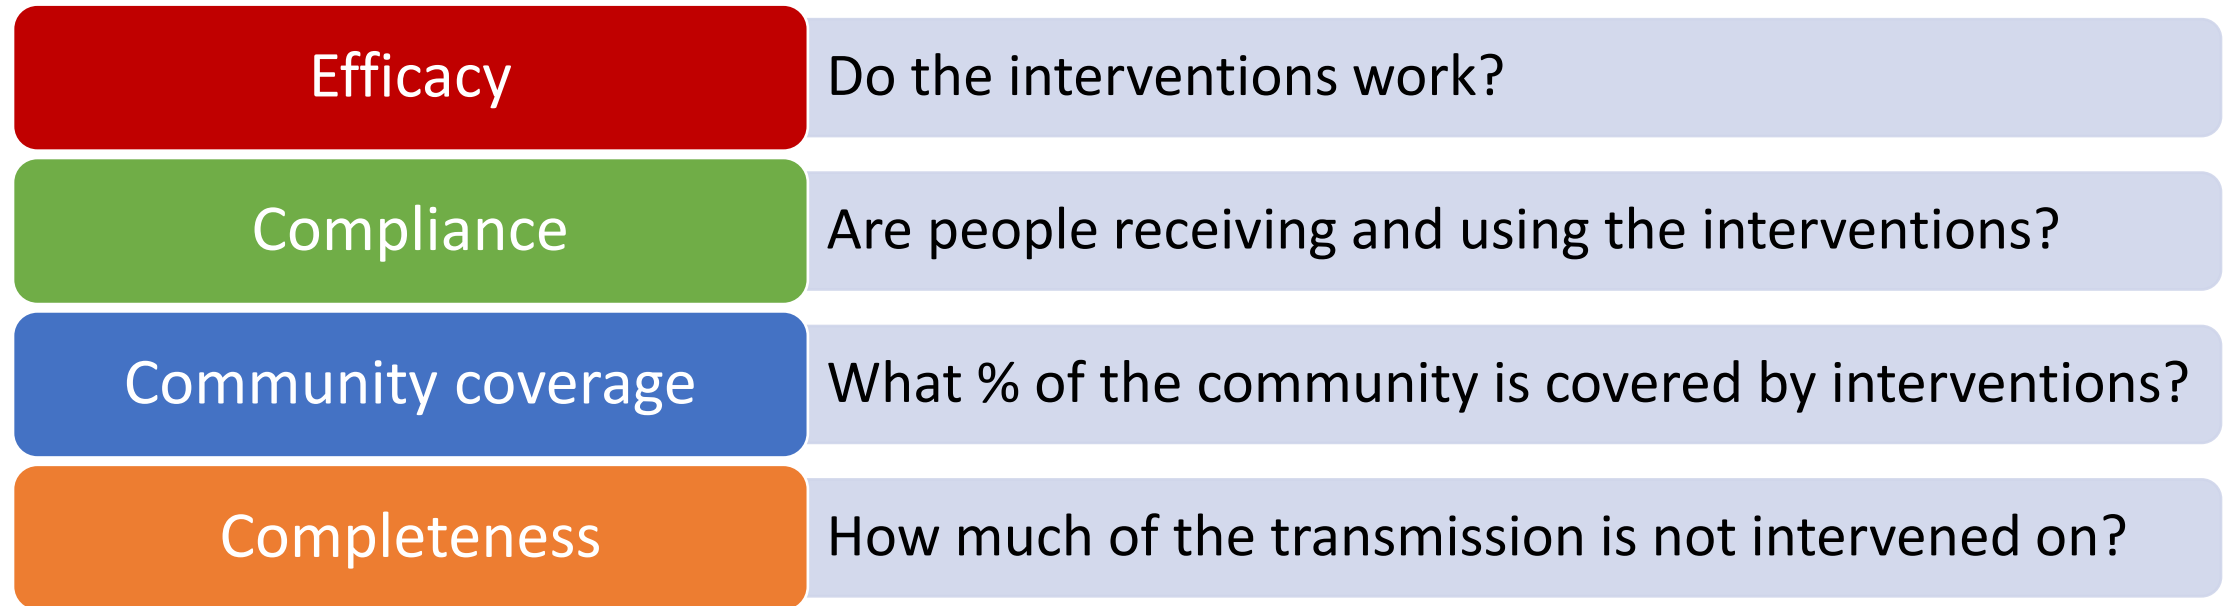 Efficacy
Do the interventions work?
Compliance
Are people receiving and using the interventions?
Community coverage
What % of the community is covered by interventions?
Completeness
How much of the transmission is not intervened on?